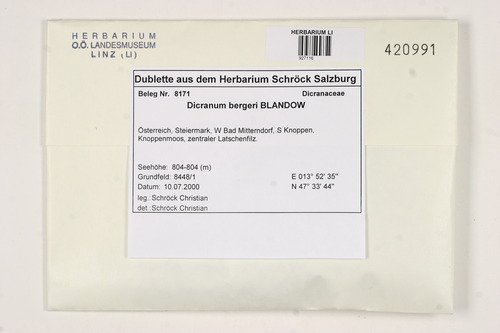 HERBARIUM
O.Ö. LANDESMUSEUM
LINZ (LI)
HERBARIUM LI
527116
420991
Dublette aus dem Herbarium Schröck Salzburg
Beleg Nr. 8171 Dicranaceae
Dicranum bergeri BLANDOW
Österreich, Steiermark, W Bad Mitterndorf, S Knoppen,
Knoppenmoos, zentraler Latschenfilz.
Seehöhe: 804-804 (m)
Grundfeld: 8448/1 E 013° 52' 35"
Datum: 10.07.2000 N 47° 33' 44"
leg.: Schröck Christian
det.: Schröck Christian